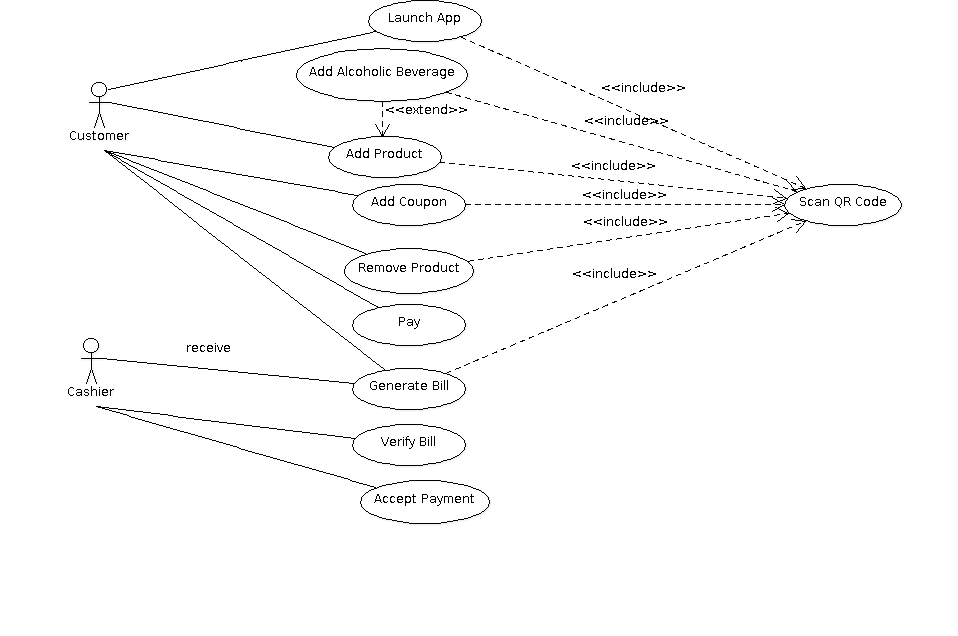 Launch App
Add Alcoholic Beverage
<<include>>
<<extend>>
<<include>>
Customer
Add Product
<<include>>
Add Coupon
<<include>>
Scan QR Code
<<include>>
Remove Product
<<include>>
Pay
receive
Cashier
Generate Bill
Verify Bill
Accept Payment